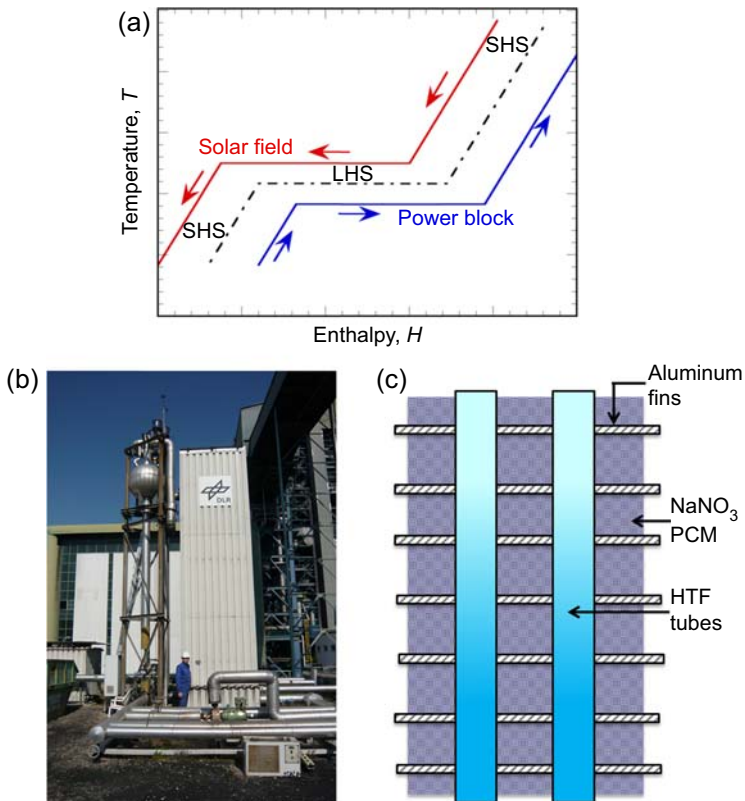 (a)
SHS
Solar field
LHS
SHS
Power block
Temperature, T
Enthalpy, H
(b)
DLR
(c)
Aluminum
fins
NaNO₃
PCM
HTF
tubes